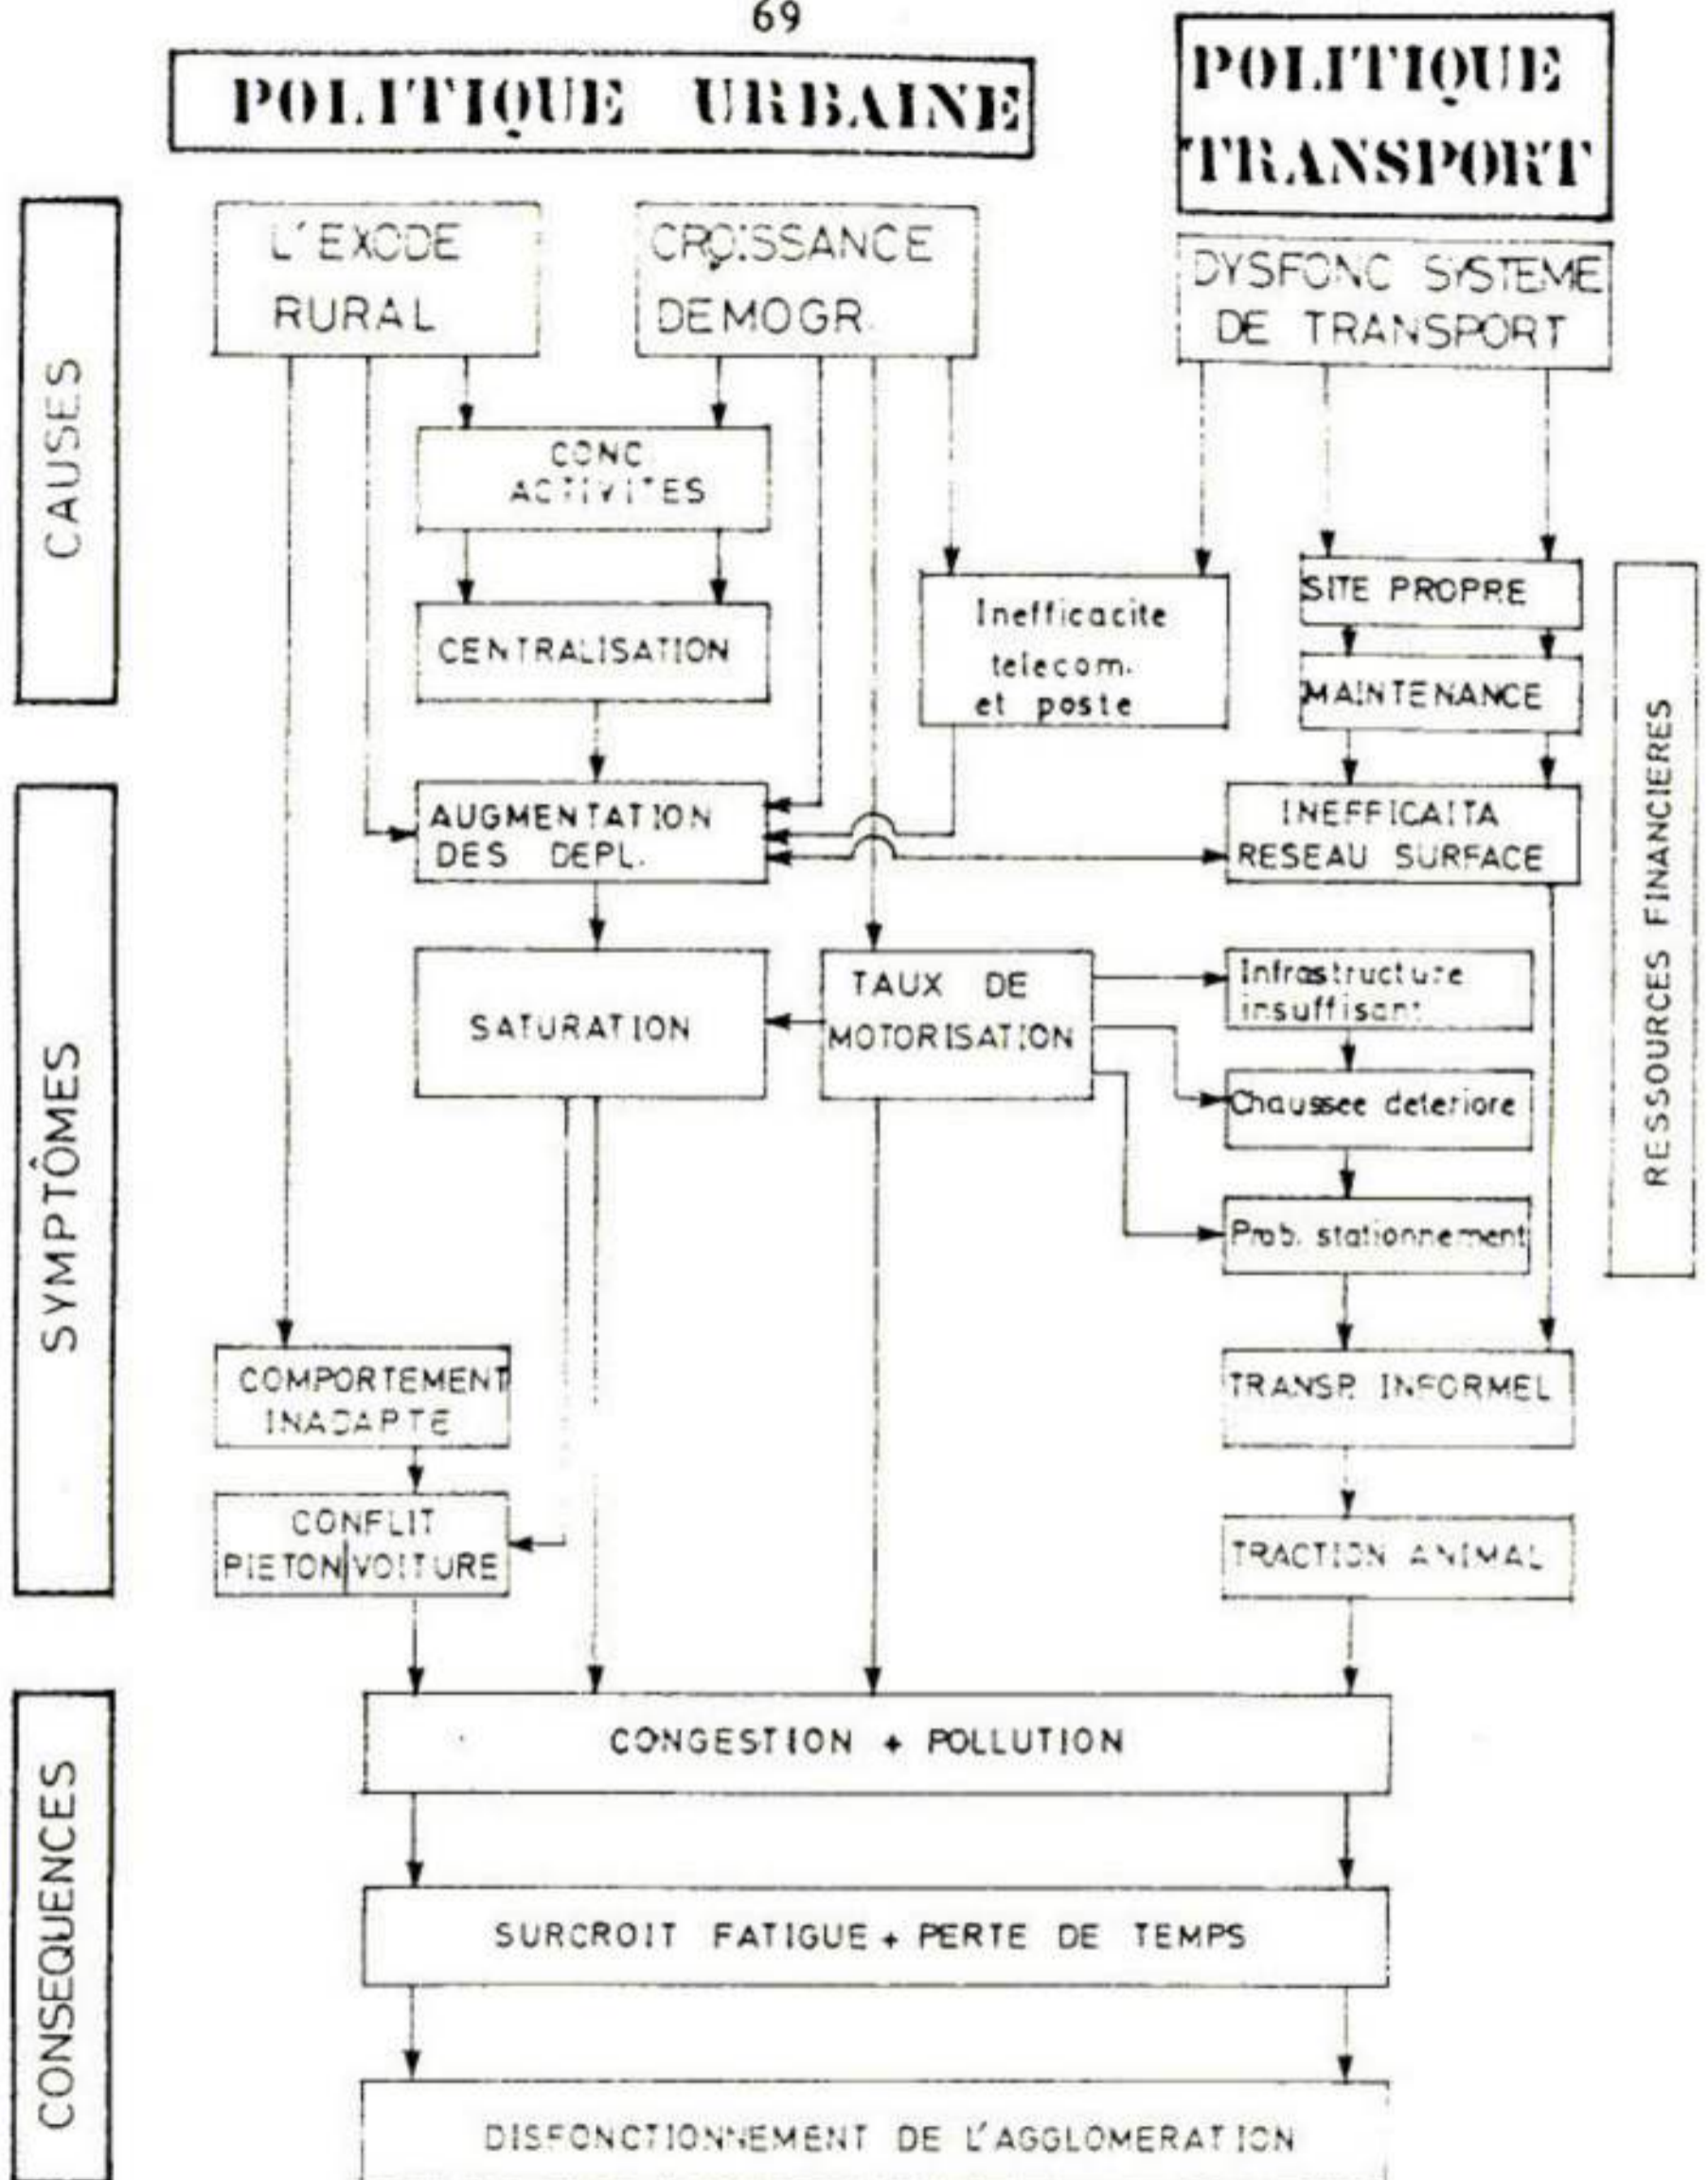 69
POLITIQUE URBAINE
POLITIQUE
TRANSPORT
CAUSES
L'EXODE
RURAL
CROISSANCE
DEMOGR.
DYSFONC SYSTEME
DE TRANSPORT
CONC.
ACTIVITES
CENTRALISATION
Inefficacite
telecom.
et poste
SITE PROPRE
MAINTENANCE
RESSOURCES FINANCIERES
SYMPTÔMES
AUGMENTATION
DES DEPL.
INEFFICAITA
RESEAU SURFACE
SATURATION
TAUX DE
MOTORISATION
Infrastructure
insuffisant
Chaussee deteriore
Prob. stationnement
COMPORTEMENT
INADAPTE
TRANSP. INFORMEL
CONFLIT
PIETON|VOITURE
TRACTION ANIMAL
CONSEQUENCES
CONGESTION + POLLUTION
SURCROIT FATIGUE + PERTE DE TEMPS
DISFONCTIONNEMENT DE L'AGGLOMERATION